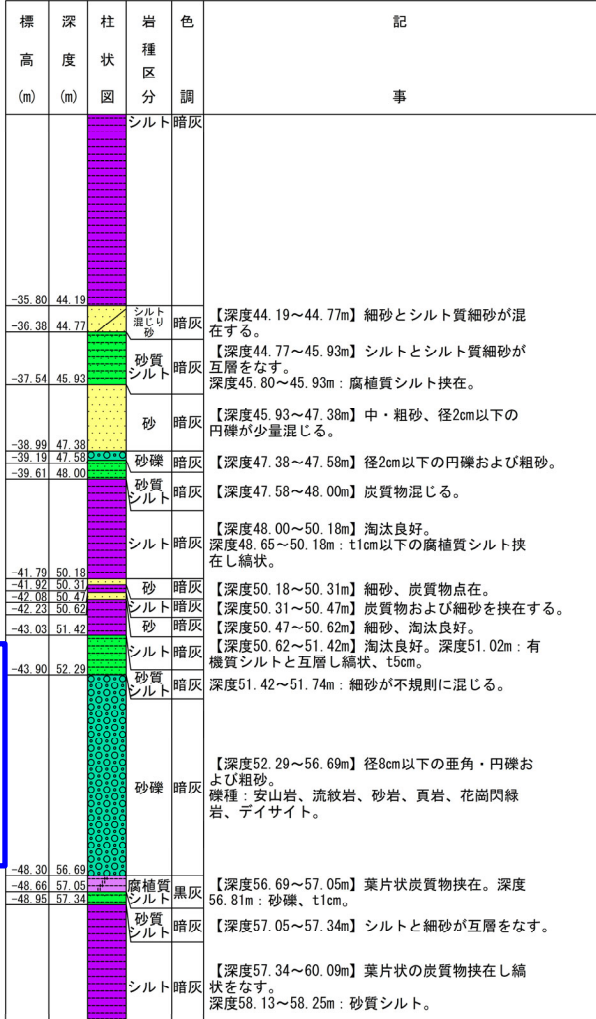 標高(m) 深度(m) 柱状図 岩種区分 色調 記事
シルト 暗灰
-35.80 44.19
シルト混じり砂 暗灰 【深度44.19～44.77m】細砂とシルト質細砂が混
在する。
-36.38 44.77
砂質シルト 暗灰 【深度44.77～45.93m】シルトとシルト質細砂が
互層をなす。
深度45.80～45.93m：腐植質シルト挟在。
-37.54 45.93
砂 暗灰 【深度45.93～47.38m】中・粗砂、径2cm以下の
円礫が少量混じる。
-38.99 47.38
砂礫 暗灰 【深度47.38～47.58m】径2cm以下の円礫および粗砂。
-39.19 47.58
砂質シルト 暗灰 【深度47.58～48.00m】炭質物混じる。
-39.61 48.00
シルト 暗灰 【深度48.00～50.18m】淘汰良好。
深度48.65～50.18m：t1cm以下の腐植質シルト挟
在し縞状。
-41.79 50.18
砂 暗灰 【深度50.18～50.31m】細砂、炭質物点在。
-41.92 50.31
シルト 暗灰 【深度50.31～50.47m】炭質物および細砂を挟在する。
-42.08 50.47
砂 暗灰 【深度50.47～50.62m】細砂、淘汰良好。
-42.23 50.62
シルト 暗灰 【深度50.62～51.42m】淘汰良好。深度51.02m：有
機質シルトと互層し縞状、t5cm。
-43.03 51.42
砂質シルト 暗灰 深度51.42～51.74m：細砂が不規則に混じる。
-43.90 52.29
砂礫 暗灰 【深度52.29～56.69m】径8cm以下の亜角・円礫お
よび粗砂。
礫種：安山岩、流紋岩、砂岩、頁岩、花崗閃緑
岩、デイサイト。
-48.30 56.69
腐植質シルト 黒灰 【深度56.69～57.05m】葉片状炭質物挟在。深度
56.81m：砂礫、t1cm。
-48.66 57.05
砂質シルト 暗灰 【深度57.05～57.34m】シルトと細砂が互層をなす。
-48.95 57.34
シルト 暗灰 【深度57.34～60.09m】葉片状の炭質物挟在し縞
状をなす。
深度58.13～58.25m：砂質シルト。